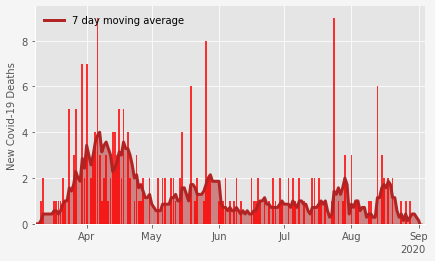 7 day moving average
New Covid-19 Deaths
8
6
4
2
0
Apr
May
Jun
Jul
Aug
Sep
2020